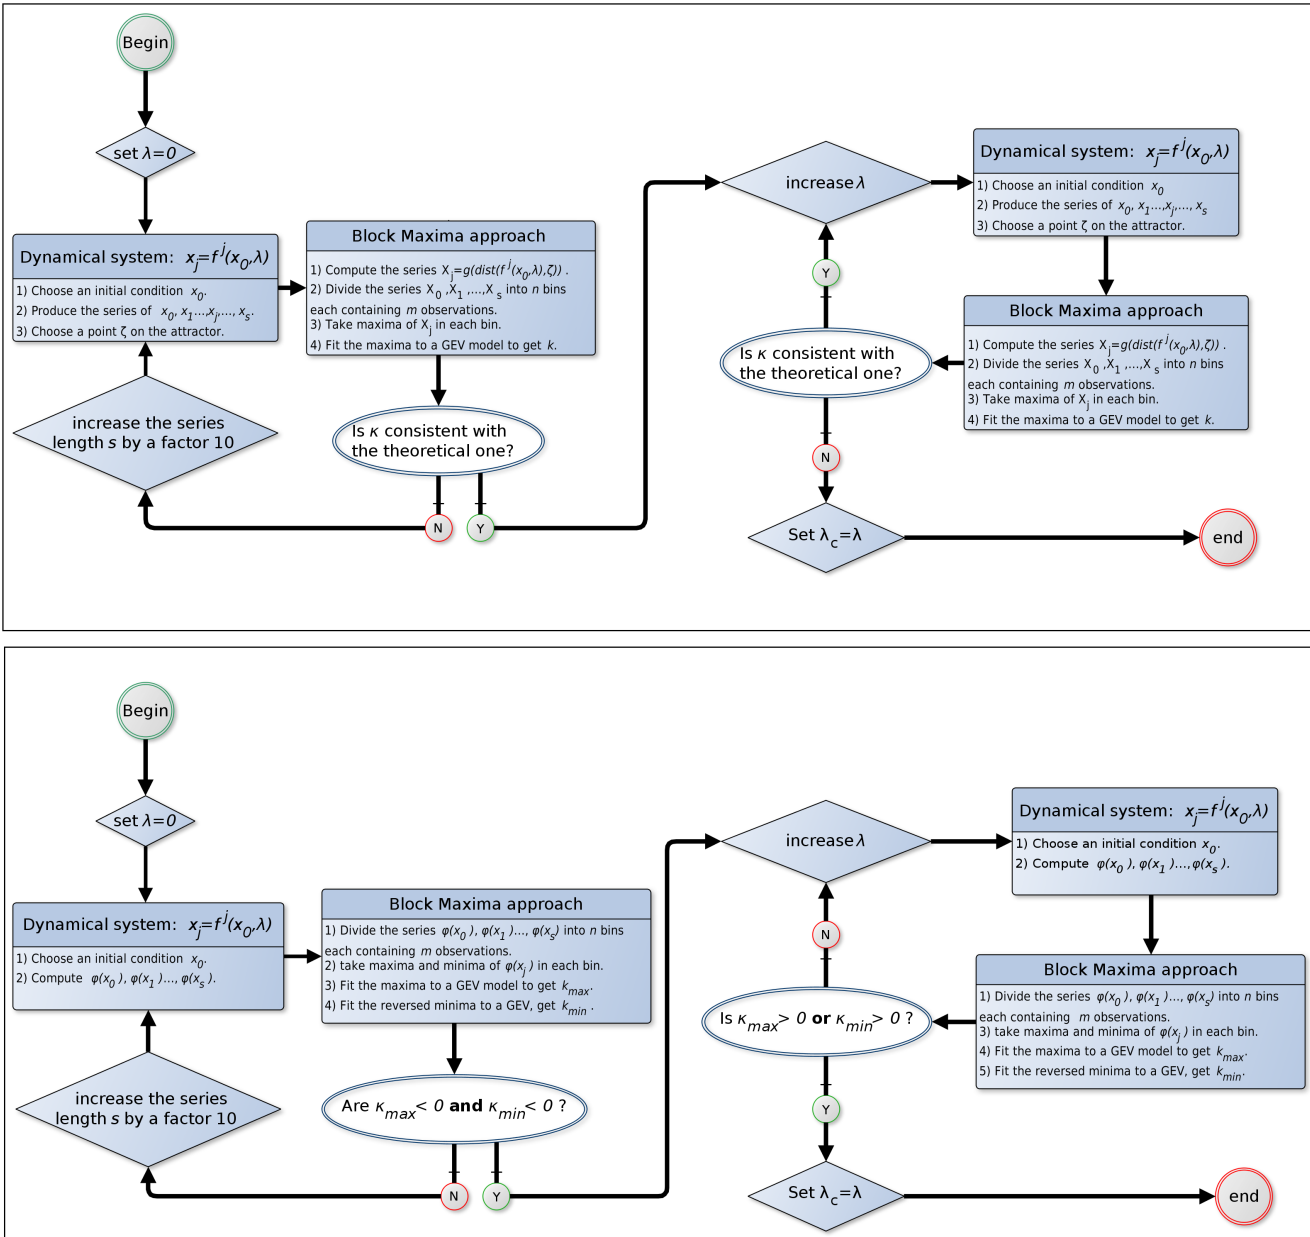 Begin
set λ=0
Dynamical system: x_j=f^j(x_0,λ)
1) Choose an initial condition x_0.
2) Produce the series of x_0, x_1...,x_j,..., x_s.
3) Choose a point ζ on the attractor.
increase the series
length s by a factor 10
Block Maxima approach
1) Compute the series X_j=g(dist(f^j(x_0,λ),ζ)) .
2) Divide the series X_0 ,X_1 ,...,X_s into n bins
each containing m observations.
3) Take maxima of X_j in each bin.
4) Fit the maxima to a GEV model to get k.
Is κ consistent with
the theoretical one?
N
Y
increase λ
Dynamical system: x_j=f^j(x_0,λ)
1) Choose an initial condition x_0
2) Produce the series of x_0, x_1...,x_j,..., x_s
3) Choose a point ζ on the attractor.
Block Maxima approach
1) Compute the series X_j=g(dist(f^j(x_0,λ),ζ)) .
2) Divide the series X_0 ,X_1 ,...,X_s into n bins
each containing m observations.
3) Take maxima of X_j in each bin.
4) Fit the maxima to a GEV model to get k.
Y
Is κ consistent with
the theoretical one?
N
Set λ_c=λ
end
Begin
set λ=0
Dynamical system: x_j=f^j(x_0,λ)
1) Choose an initial condition x_0.
2) Compute φ(x_0 ), φ(x_1 )..., φ(x_s ).
increase the series
length s by a factor 10
Block Maxima approach
1) Divide the series φ(x_0 ), φ(x_1 )..., φ(x_s) into n bins
each containing m observations.
2) take maxima and minima of φ(x_j ) in each bin.
3) Fit the maxima to a GEV model to get k_max.
4) Fit the reversed minima to a GEV, get k_min .
Are κ_max< 0 and κ_min< 0 ?
N
Y
increase λ
Dynamical system: x_j=f^j(x_0,λ)
1) Choose an initial condition x_0.
2) Compute φ(x_0 ), φ(x_1 )...,φ(x_s ).
Block Maxima approach
1) Divide the series φ(x_0 ), φ(x_1 )..., φ(x_s) into n bins
each containing m observations.
3) take maxima and minima of φ(x_j ) in each bin.
4) Fit the maxima to a GEV model to get k_max.
5) Fit the reversed minima to a GEV, get k_min.
N
Is κ_max> 0 or κ_min> 0 ?
Y
Set λ_c=λ
end